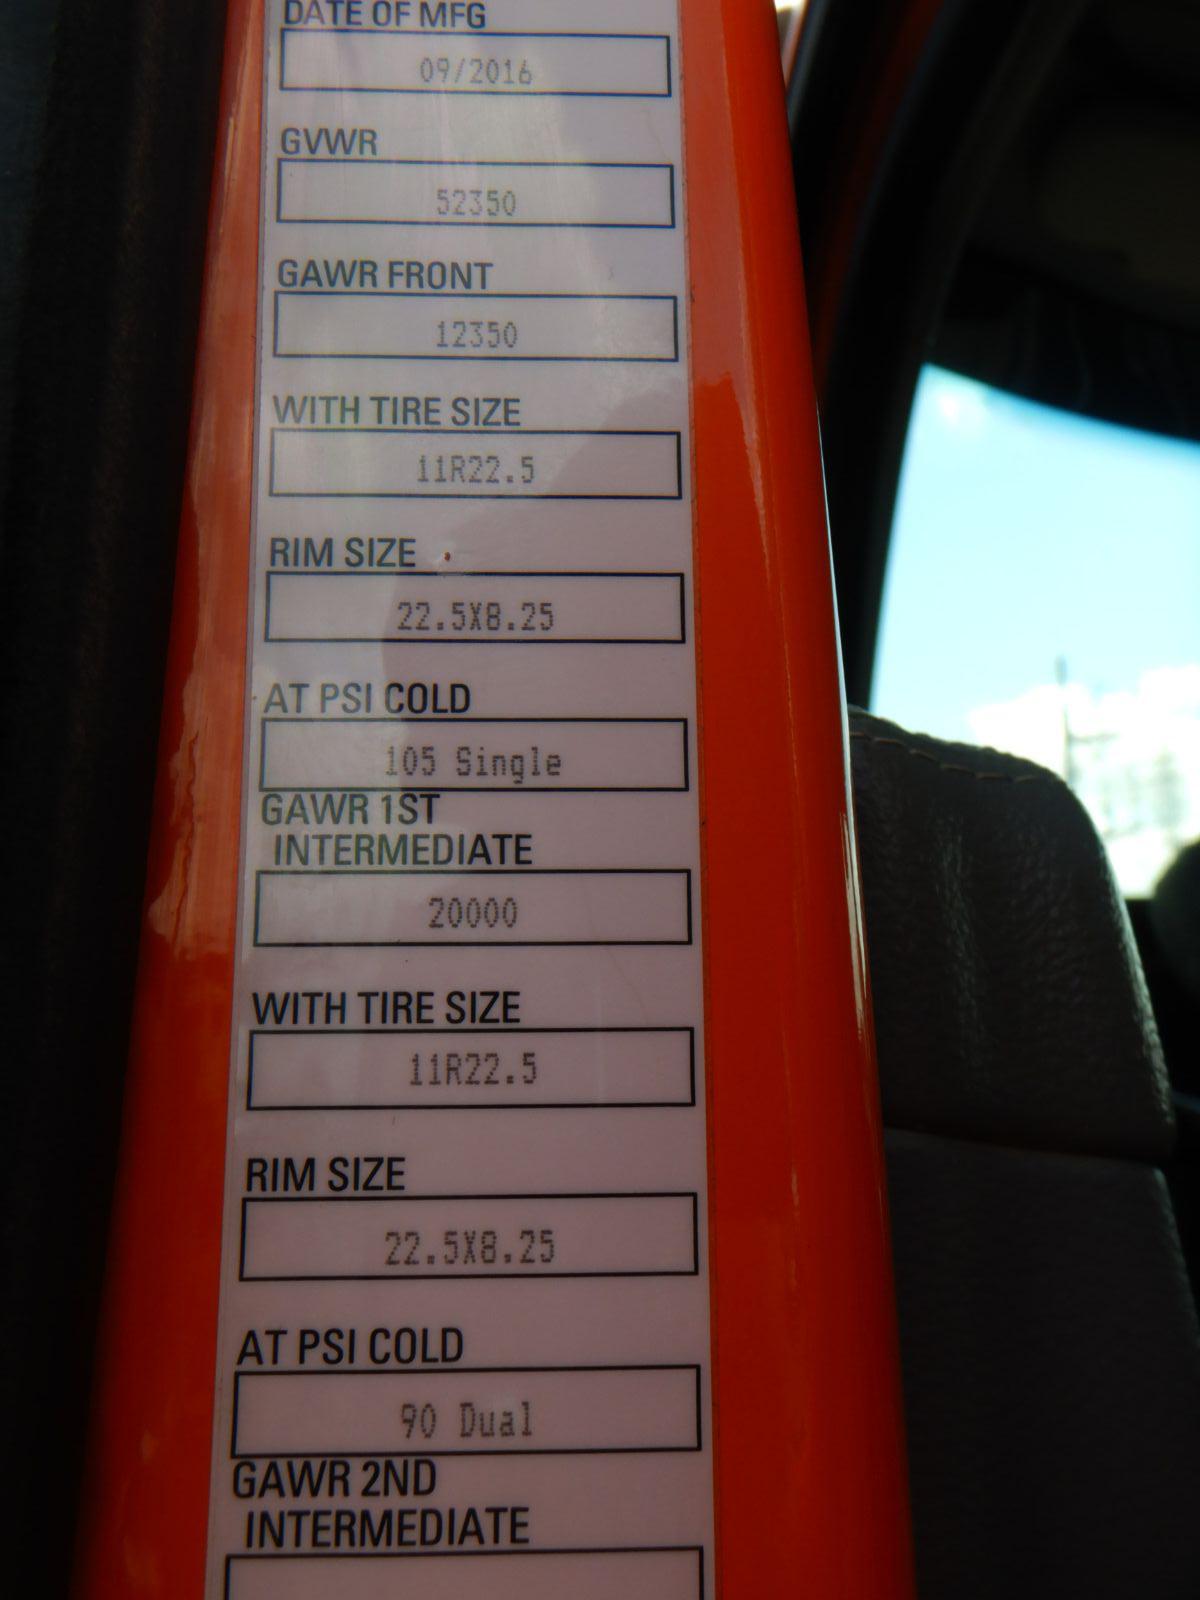 DATE OF MFG
09/2016
GVWR
52350
GAWR FRONT
12350
WITH TIRE SIZE
11R22.5
RIM SIZE
22.5X8.25
AT PSI COLD
105 Single
GAWR 1ST
INTERMEDIATE
20000
WITH TIRE SIZE
11R22.5
RIM SIZE
22.5X8.25
AT PSI COLD
90 Dual
GAWR 2ND
INTERMEDIATE